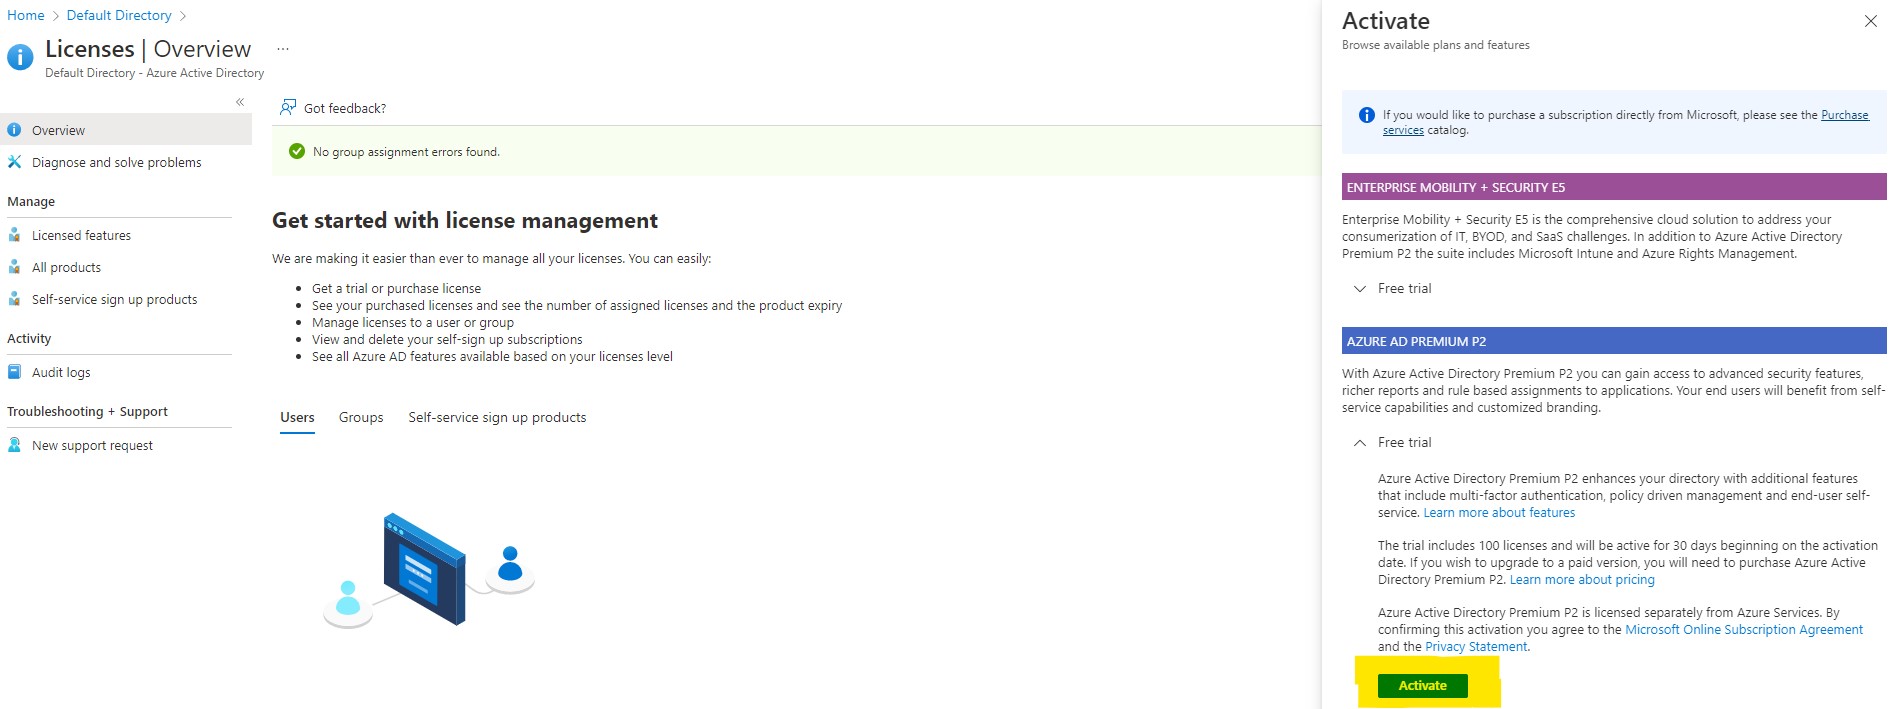 Home > Default Directory >
Licenses | Overview ...
Default Directory - Azure Active Directory
«
Overview
Diagnose and solve problems
Manage
Licensed features
All products
Self-service sign up products
Activity
Audit logs
Troubleshooting + Support
New support request
Got feedback?
No group assignment errors found.
Get started with license management
We are making it easier than ever to manage all your licenses. You can easily:
• Get a trial or purchase license
• See your purchased licenses and see the number of assigned licenses and the product expiry
• Manage licenses to a user or group
• View and delete your self-sign up subscriptions
• See all Azure AD features available based on your licenses level
Users Groups Self-service sign up products
Activate
Browse available plans and features
If you would like to purchase a subscription directly from Microsoft, please see the Purchase
services catalog.
ENTERPRISE MOBILITY + SECURITY E5
Enterprise Mobility + Security E5 is the comprehensive cloud solution to address your
consumerization of IT, BYOD, and SaaS challenges. In addition to Azure Active Directory
Premium P2 the suite includes Microsoft Intune and Azure Rights Management.
Free trial
AZURE AD PREMIUM P2
With Azure Active Directory Premium P2 you can gain access to advanced security features,
richer reports and rule based assignments to applications. Your end users will benefit from self-
service capabilities and customized branding.
Free trial
Azure Active Directory Premium P2 enhances your directory with additional features
that include multi-factor authentication, policy driven management and end-user self-
service. Learn more about features
The trial includes 100 licenses and will be active for 30 days beginning on the activation
date. If you wish to upgrade to a paid version, you will need to purchase Azure Active
Directory Premium P2. Learn more about pricing
Azure Active Directory Premium P2 is licensed separately from Azure Services. By
confirming this activation you agree to the Microsoft Online Subscription Agreement
and the Privacy Statement.
Activate